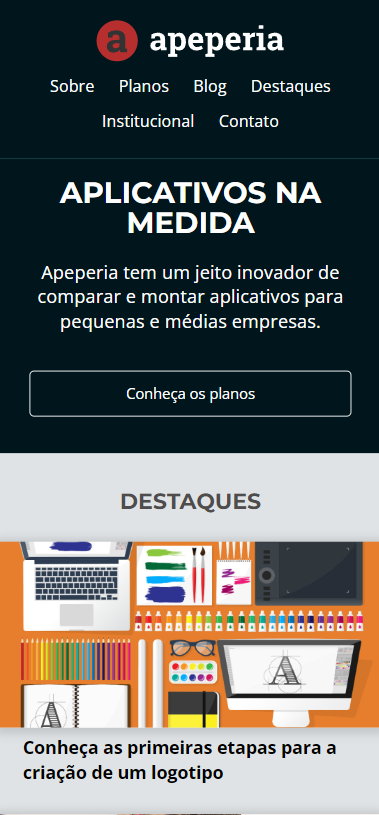 a apeperia
Sobre Planos Blog Destaques
Institucional Contato
APLICATIVOS NA
MEDIDA
Apeperia tem um jeito inovador de
comparar e montar aplicativos para
pequenas e médias empresas.
Conheça os planos
DESTAQUES
A A
Conheça as primeiras etapas para a
criação de um logotipo